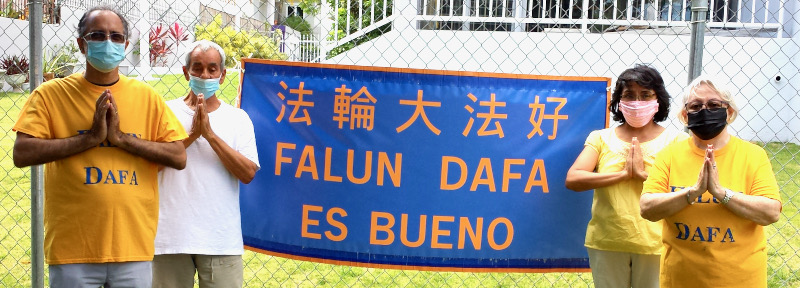 法輪大法好
FALUN DAFA
ES BUENO
DAFA
DAFA